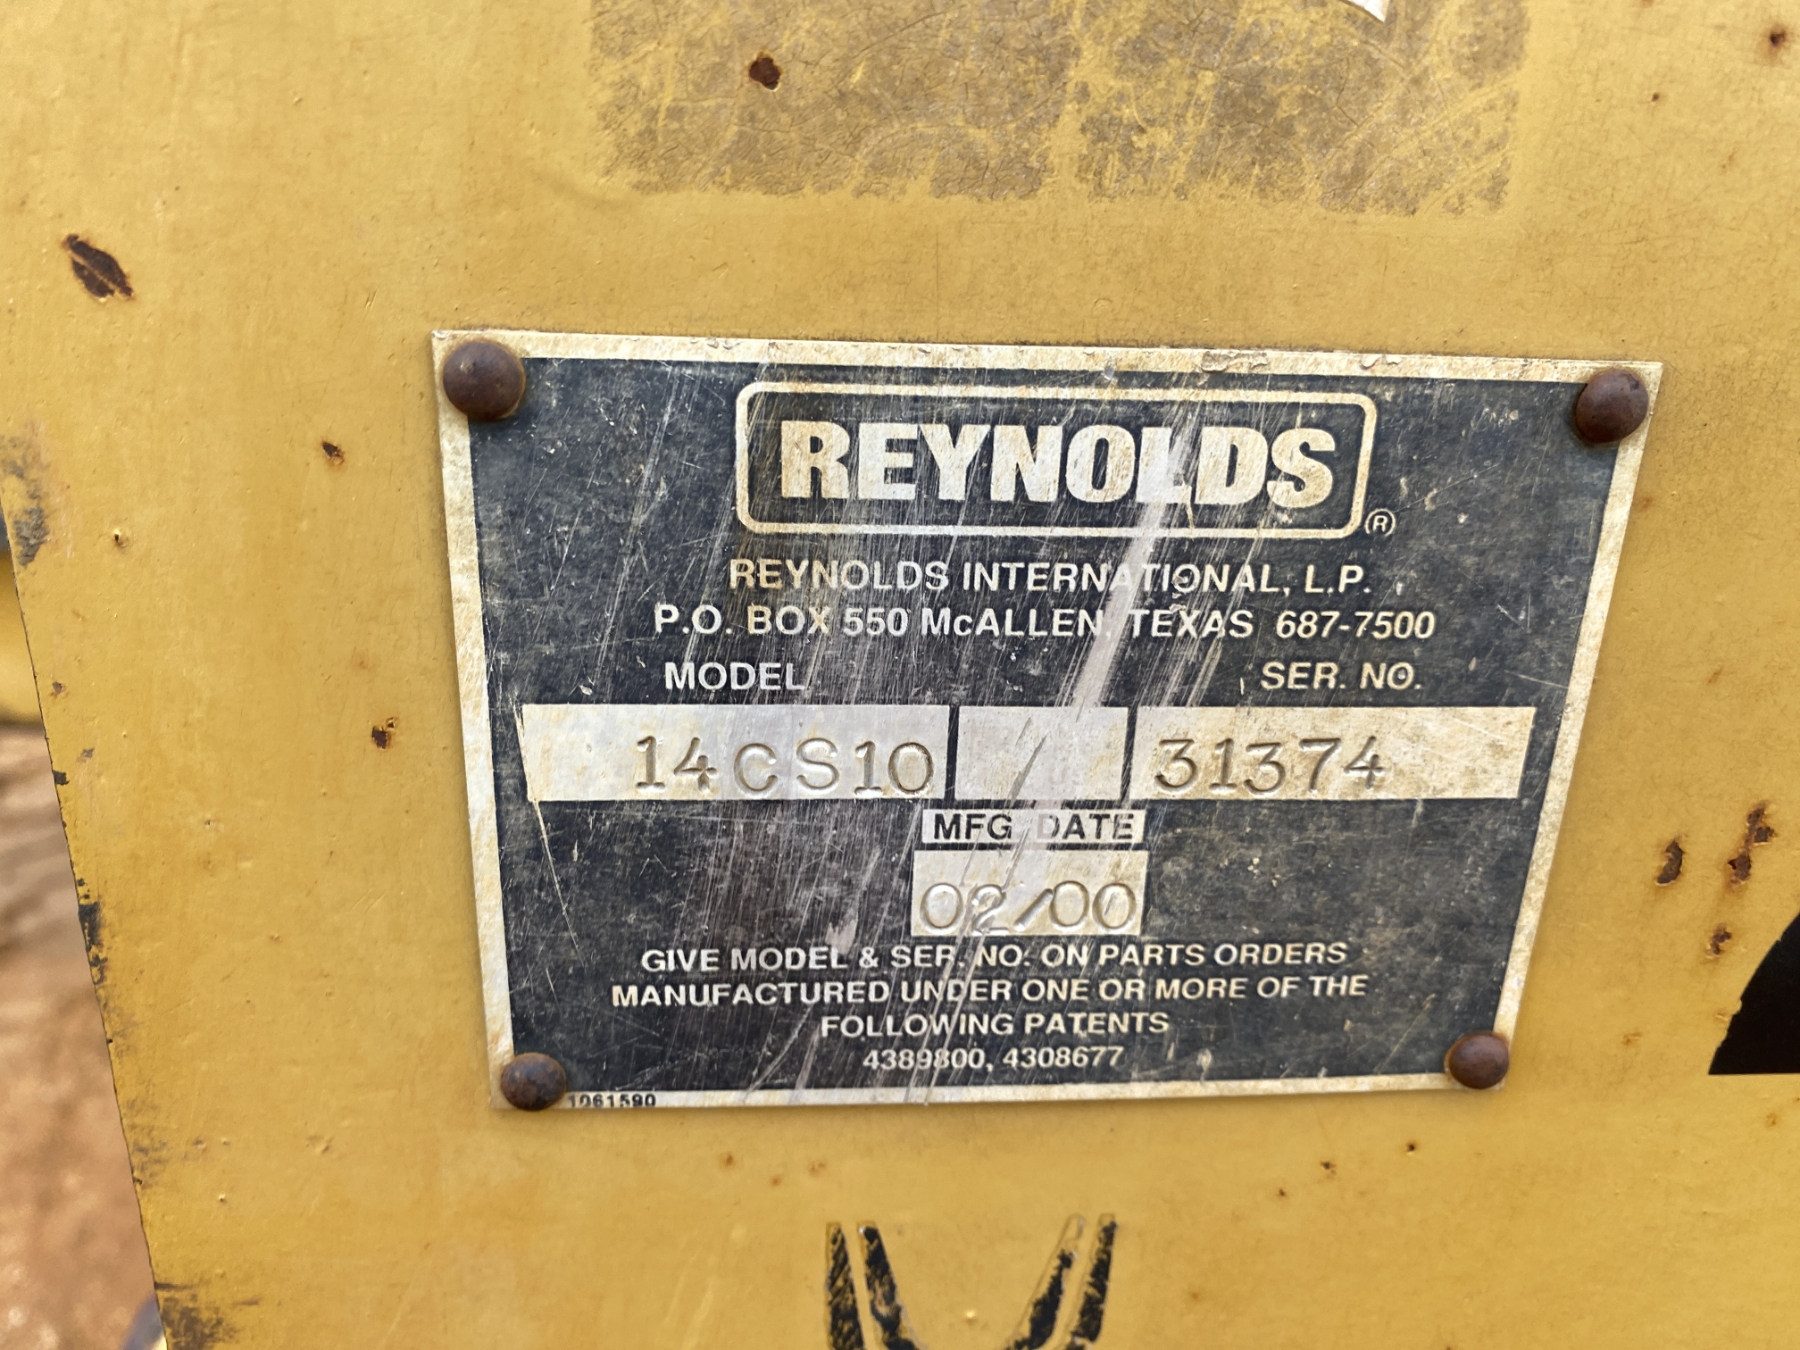 REYNOLDS ®
REYNOLDS INTERNATIONAL, L.P.
P.O. BOX 550 McALLEN, TEXAS 687-7500
MODEL SER. NO.
14CS10 31374
MFG DATE
02/00
GIVE MODEL & SER. NO. ON PARTS ORDERS
MANUFACTURED UNDER ONE OR MORE OF THE
FOLLOWING PATENTS
4389800, 4308677
1061590